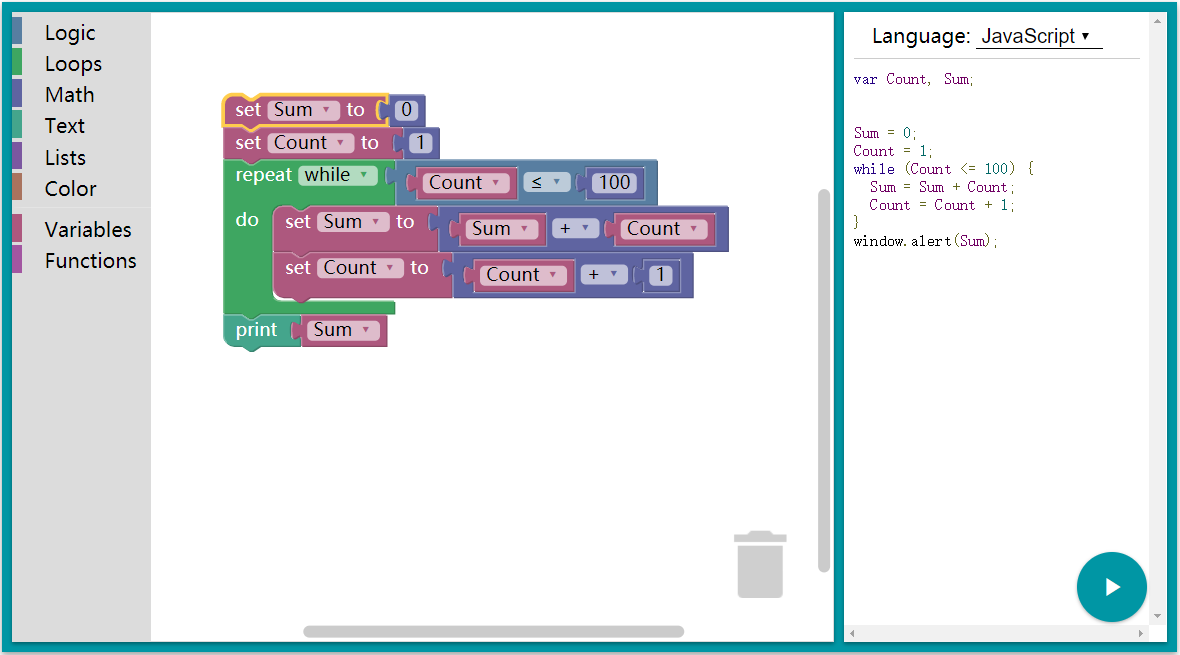 Logic
Loops
Math
Text
Lists
Color
Variables
Functions
set Sum to 0
set Count to 1
repeat while Count ≤ 100
do set Sum to Sum + Count
set Count to Count + 1
print Sum
Language: JavaScript
var Count, Sum;
Sum = 0;
Count = 1;
while (Count <= 100) {
  Sum = Sum + Count;
  Count = Count + 1;
}
window.alert(Sum);